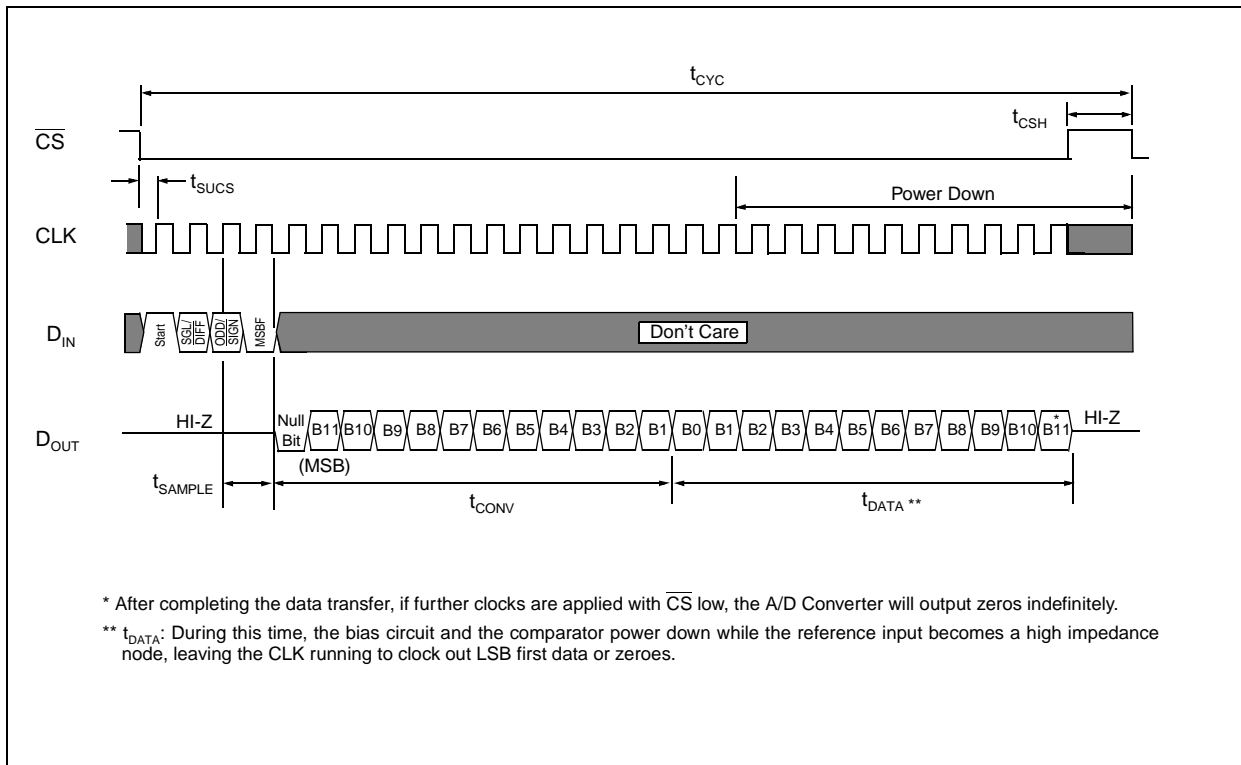 tCYC
tCSH
CS
tSUCS
Power Down
CLK
DIN
Start
SGL/
DIFF
ODD/
SIGN
MSBF
Don't Care
HI-Z
DOUT
Null
Bit
B11 B10 B9 B8 B7 B6 B5 B4 B3 B2 B1 B0 B1 B2 B3 B4 B5 B6 B7 B8 B9 B10 B11
*
HI-Z
(MSB)
tSAMPLE
tCONV
tDATA **
* After completing the data transfer, if further clocks are applied with CS low, the A/D Converter will output zeros indefinitely.
** tDATA: During this time, the bias circuit and the comparator power down while the reference input becomes a high impedance
node, leaving the CLK running to clock out LSB first data or zeroes.